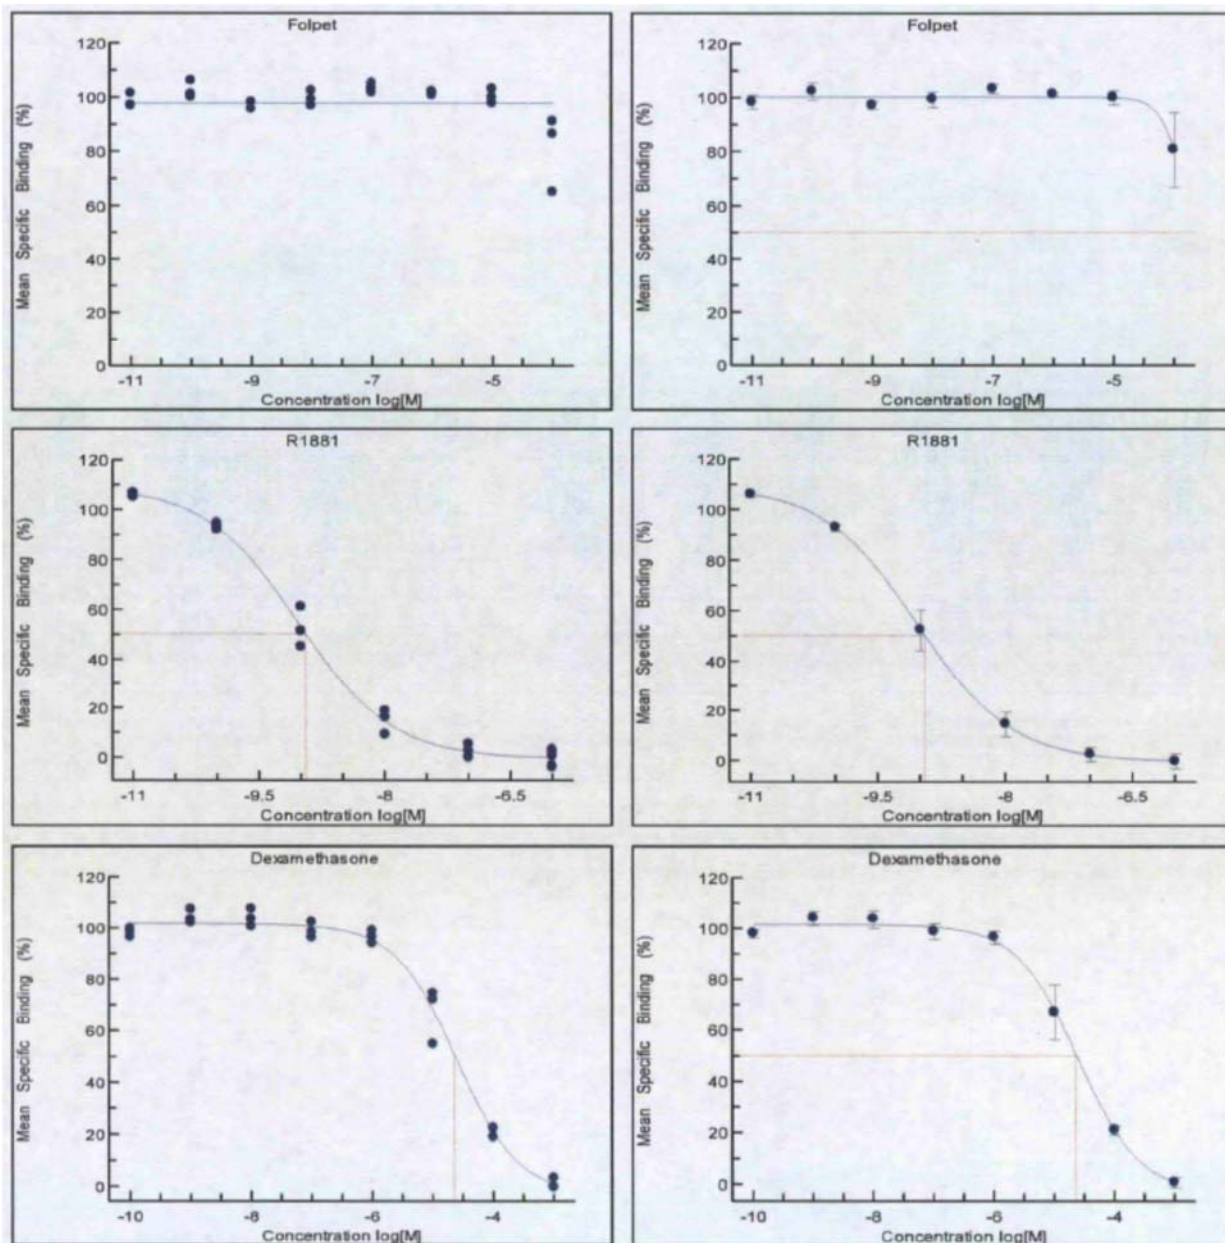 Folpet
120
100
80
60
40
20
0
Mean Specific Binding (%)
-11 -9 -7 -5
Concentration log[M]
Folpet
120
100
80
60
40
20
0
Mean Specific Binding (%)
-11 -9 -7 -5
Concentration log[M]
R1881
120
100
80
60
40
20
0
Mean Specific Binding (%)
-11 -9.5 -8 -6.5
Concentration log[M]
R1881
120
100
80
60
40
20
0
Mean Specific Binding (%)
-11 -9.5 -8 -6.5
Concentration log[M]
Dexamethasone
120
100
80
60
40
20
0
Mean Specific Binding (%)
-10 -8 -6 -4
Concentration log[M]
Dexamethasone
120
100
80
60
40
20
0
Mean Specific Binding (%)
-10 -8 -6 -4
Concentration log[M]